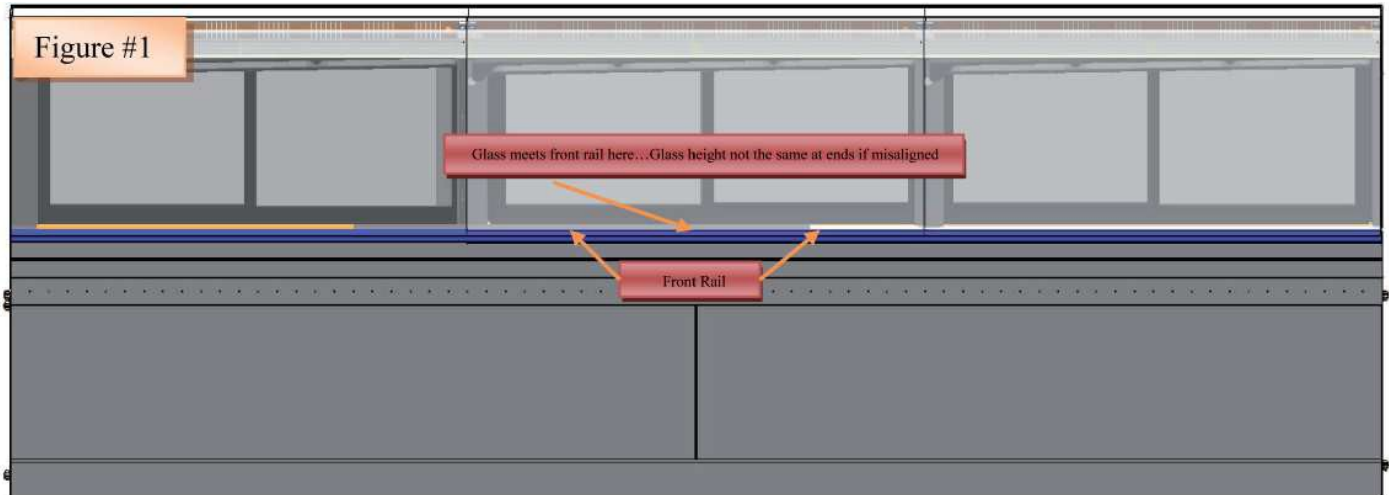 Figure #1
Glass meets front rail here…Glass height not the same at ends if misaligned
Front Rail